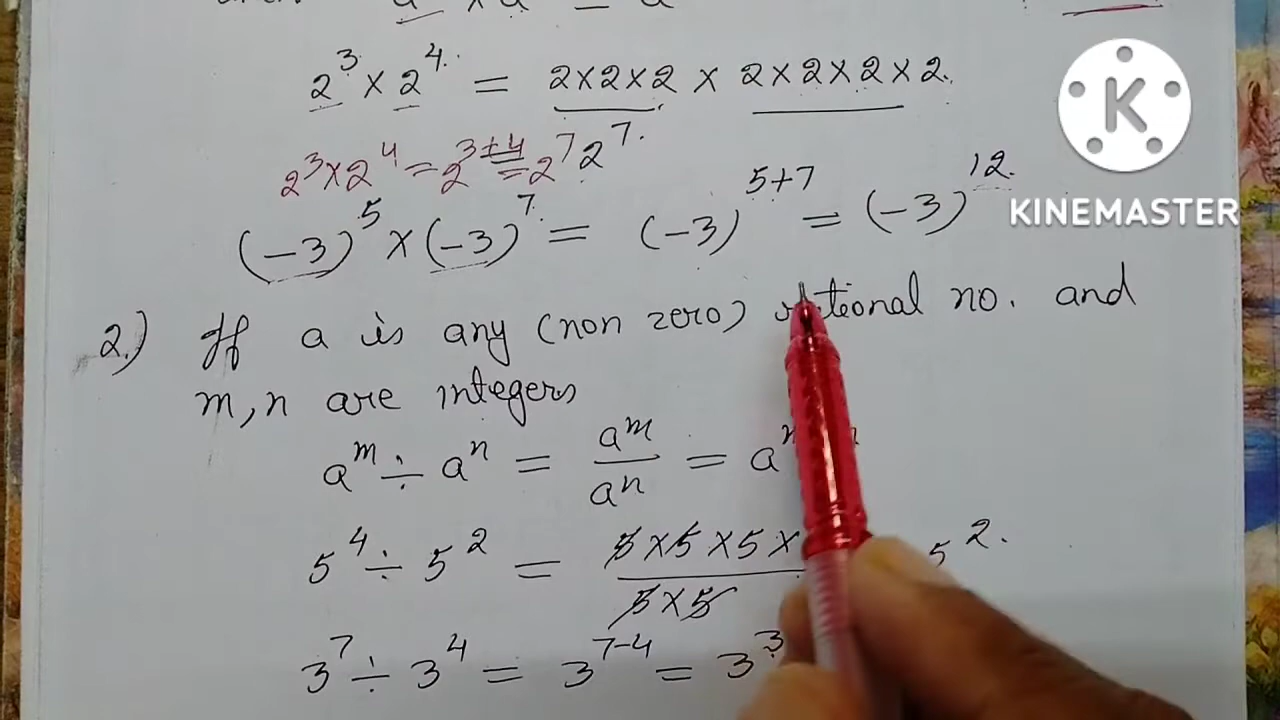 2³ × 2⁴ = 2×2×2 × 2×2×2×2.
2³×2⁴ = 2³⁺⁴ = 2⁷ 2⁷.
(-3)⁵ × (-3)⁷ = (-3)⁵⁺⁷ = (-3)¹².
KINEMASTER
2.) If a is any (non zero) rational no. and
m, n are integers
aᵐ ÷ aⁿ = aᵐ/aⁿ = a
5⁴ ÷ 5² = 5×5×5×/5×5 5².
3⁷ ÷ 3⁴ = 3⁷⁻⁴ = 3³